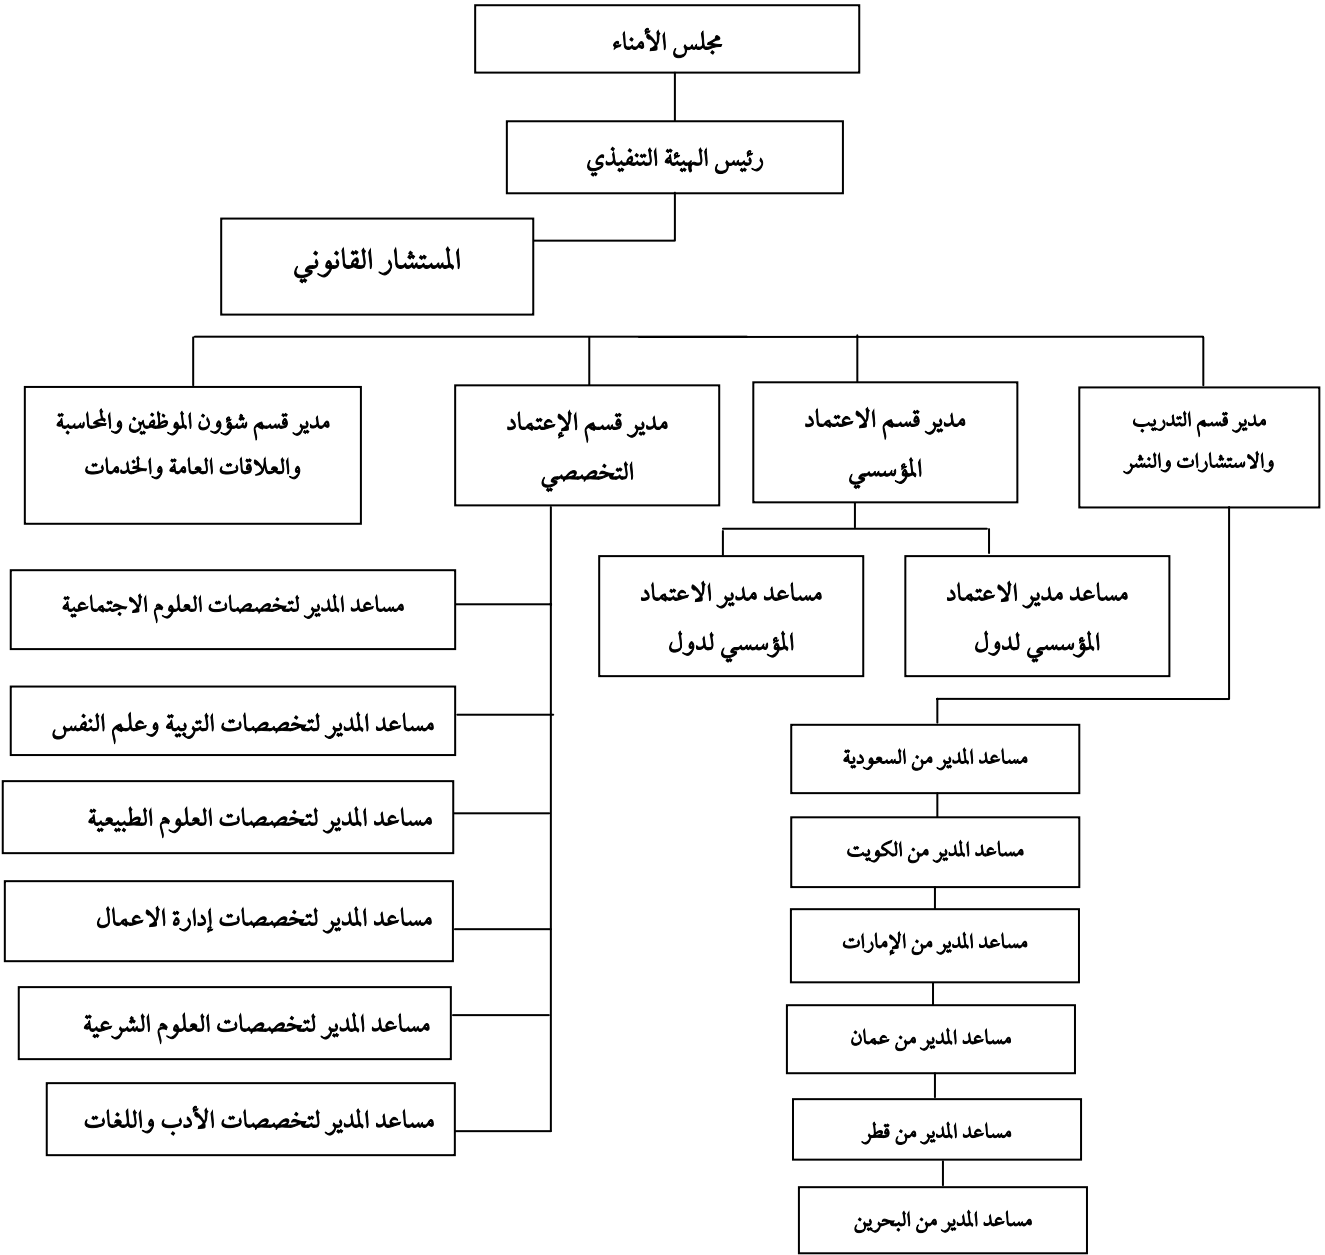 مجلس الأمناء
رئيس الهيئة التنفيذي
المستشار القانوني
مدير قسم التدريب
والاستشارات والنشر
مدير قسم الاعتماد
المؤسسي
مدير قسم الإعتماد
التخصصي
مدير قسم شؤون الموظفين والمحاسبة
والعلاقات العامة والخدمات
مساعد مدير الاعتماد
المؤسسي لدول
مساعد مدير الاعتماد
المؤسسي لدول
مساعد المدير لتخصصات العلوم الاجتماعية
مساعد المدير لتخصصات التربية وعلم النفس
مساعد المدير لتخصصات العلوم الطبيعية
مساعد المدير لتخصصات إدارة الاعمال
مساعد المدير لتخصصات العلوم الشرعية
مساعد المدير لتخصصات الأدب واللغات
مساعد المدير من السعودية
مساعد المدير من الكويت
مساعد المدير من الإمارات
مساعد المدير من عمان
مساعد المدير من قطر
مساعد المدير من البحرين